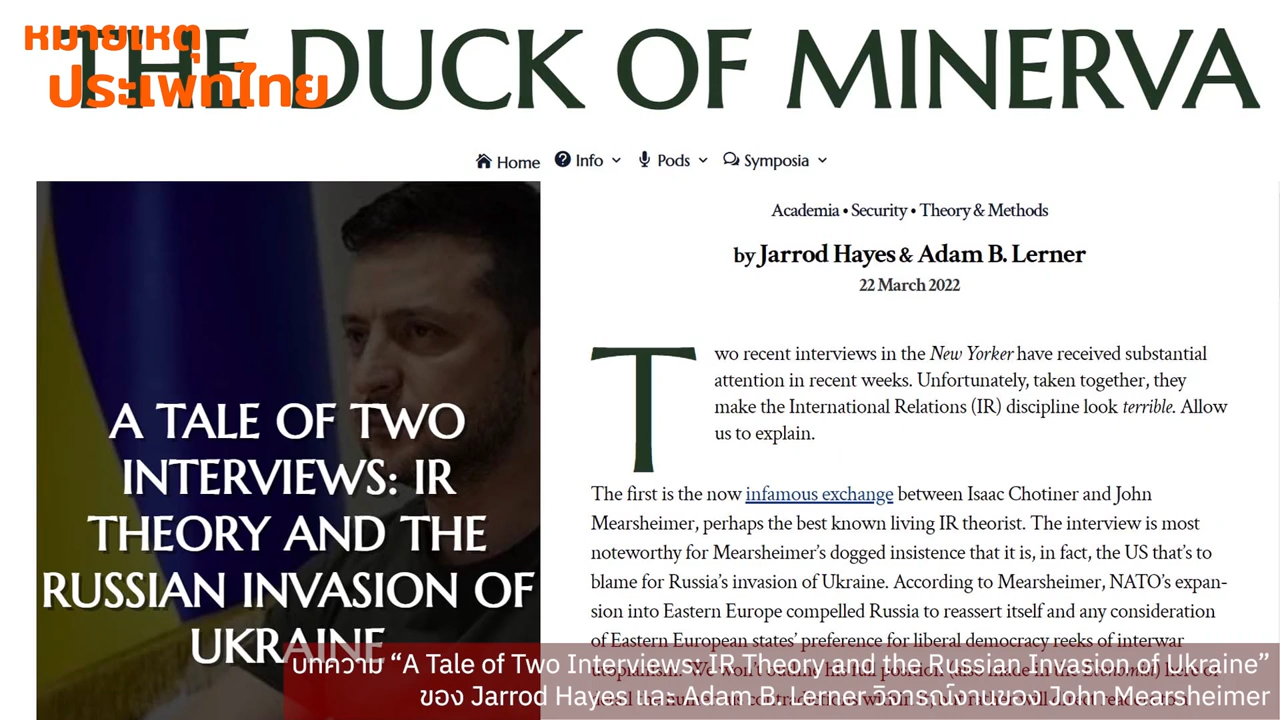 หมายเหตุ
ประเพทไทย
THE DUCK OF MINERVA
Home Info Pods Symposia
A TALE OF TWO
INTERVIEWS: IR
THEORY AND THE
RUSSIAN INVASION OF
UKRAINE
Academia • Security • Theory & Methods
by Jarrod Hayes & Adam B. Lerner
22 March 2022
Two recent interviews in the New Yorker have received substantial
attention in recent weeks. Unfortunately, taken together, they
make the International Relations (IR) discipline look terrible. Allow
us to explain.
The first is the now infamous exchange between Isaac Chotiner and John
Mearsheimer, perhaps the best known living IR theorist. The interview is most
noteworthy for Mearsheimer’s dogged insistence that it is, in fact, the US that’s to
blame for Russia’s invasion of Ukraine. According to Mearsheimer, NATO’s expan-
sion into Eastern Europe compelled Russia to reassert itself and any consideration
of Eastern European states’ preference for liberal democracy reeks of interwar
บทความ “A Tale of Two Interviews: IR Theory and the Russian Invasion of Ukraine”
ของ Jarrod Hayes และ Adam B. Lerner วิจารณ์งานของ John Mearsheimer